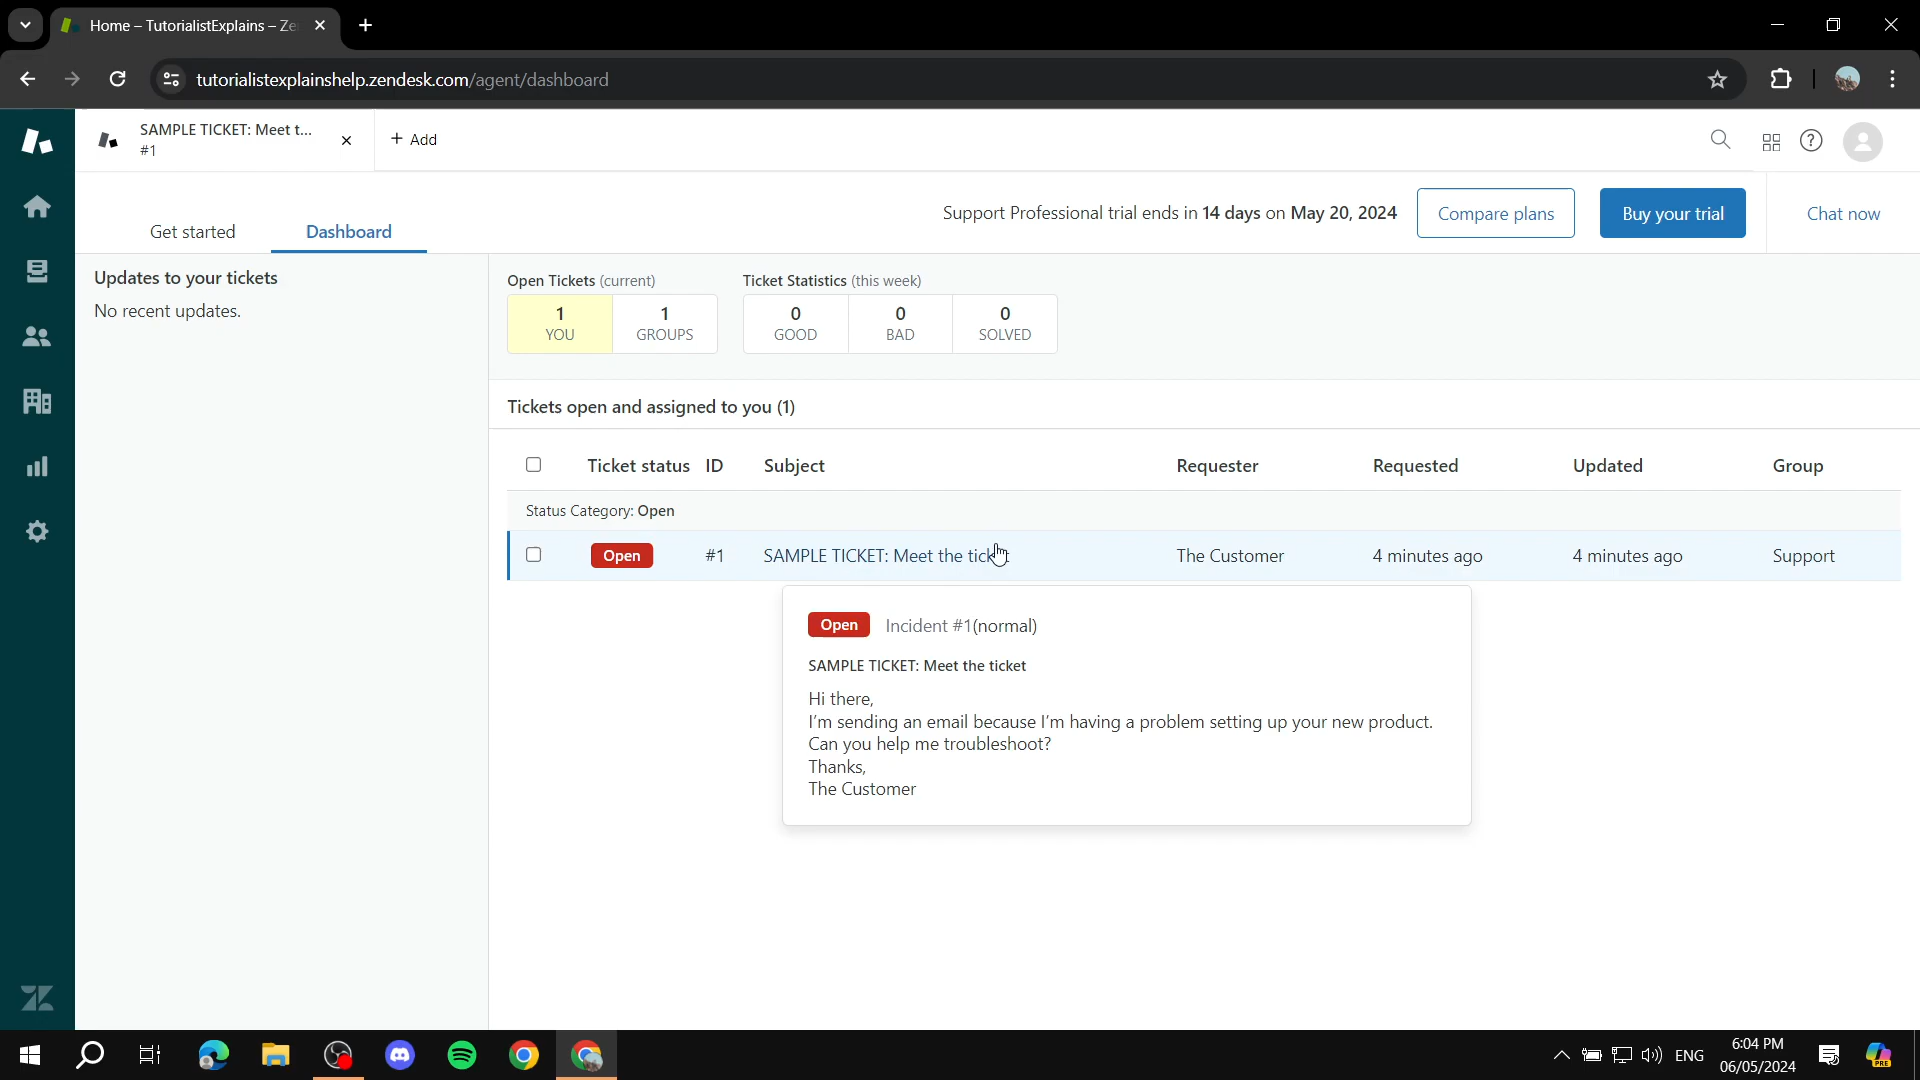 Home – TutorialistExplains – Ze
tutorialistexplainshelp.zendesk.com/agent/dashboard
SAMPLE TICKET: Meet t...
#1
+ Add
Get started
Dashboard
Support Professional trial ends in 14 days on May 20, 2024
Compare plans
Buy your trial
Chat now
Updates to your tickets
No recent updates.
Open Tickets (current)
1
YOU
1
GROUPS
Ticket Statistics (this week)
0
GOOD
0
BAD
0
SOLVED
Tickets open and assigned to you (1)
Ticket status ID Subject Requester Requested Updated Group
Status Category: Open
Open #1 SAMPLE TICKET: Meet the ticket The Customer 4 minutes ago 4 minutes ago Support
Open Incident #1(normal)
SAMPLE TICKET: Meet the ticket
Hi there,
I'm sending an email because I'm having a problem setting up your new product.
Can you help me troubleshoot?
Thanks,
The Customer
ENG
6:04 PM
06/05/2024
PRE